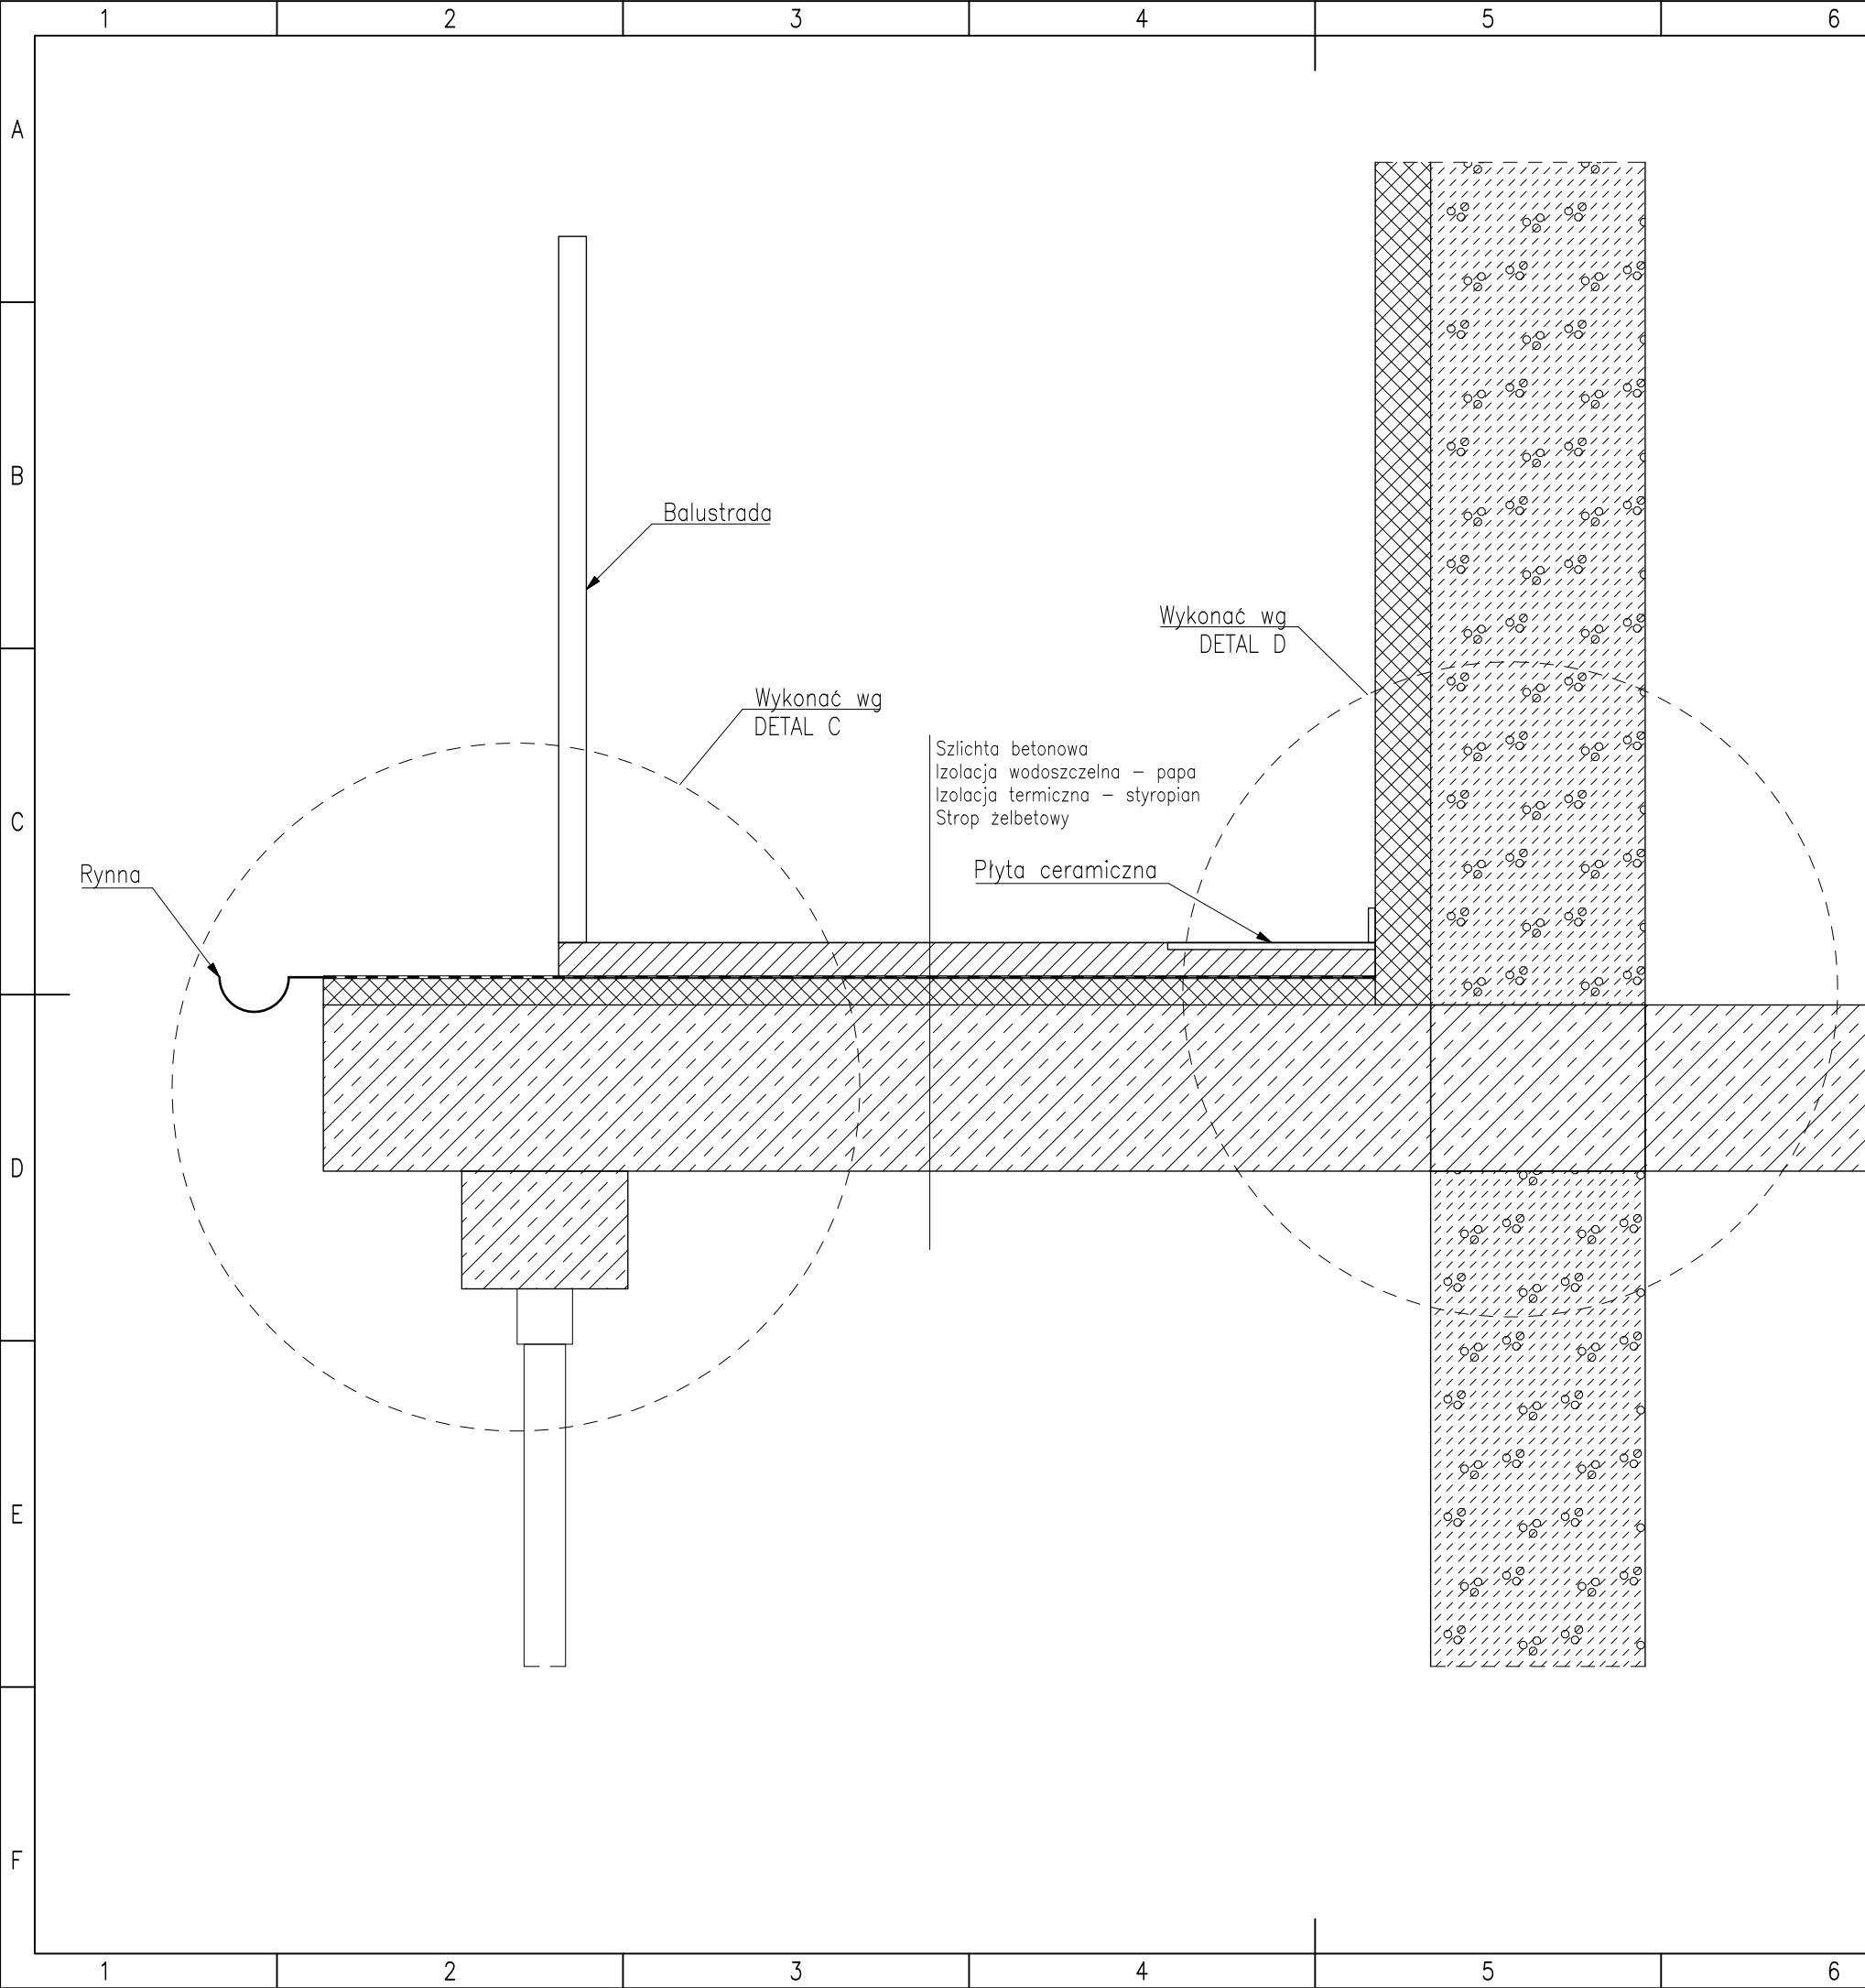 1 2 3 4 5 6
A
B
Balustrada
Wykonać wg
DETAL D
Wykonać wg
DETAL C
Szlichta betonowa
Izolacja wodoszczelna – papa
Izolacja termiczna – styropian
Strop żelbetowy
C
Płyta ceramiczna
Rynna
D
E
F
1 2 3 4 5 6